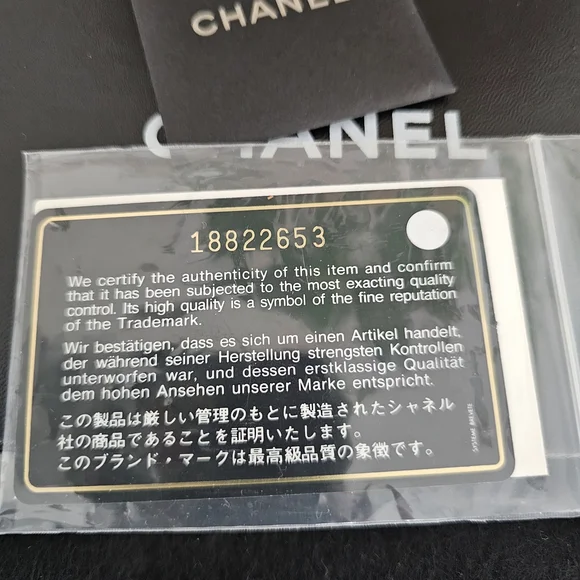 CHANEL
CHANEL
18822653
We certify the authenticity of this item and confirm
that it has been subjected to the most exacting quality
control. Its high quality is a symbol of the fine reputation
of the Trademark.
Wir bestätigen, dass es sich um einen Artikel handelt,
der während seiner Herstellung strengsten Kontrollen
unterworfen war, und dessen erstklassige Qualität
dem hohen Ansehen unserer Marke entspricht.
この製品は厳しい管理のもとに製造されたシャネル
社の商品であることを証明いたします。
このブランド・マークは最高級品質の象徴です。